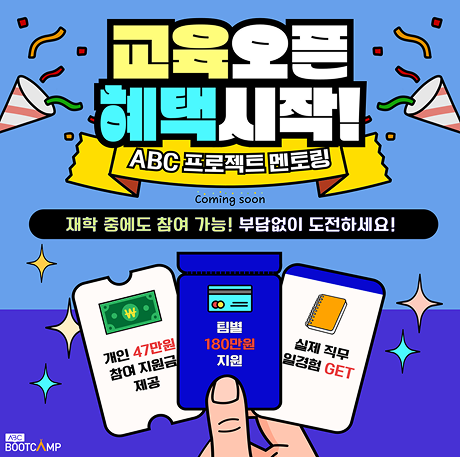 교육오픈
혜택시작!
ABC 프로젝트 멘토링
Coming soon
재학 중에도 참여 가능! 부담없이 도전하세요!
₩
개인 47만원
참여 지원금
제공
팀별
180만원
지원
실제 직무
일경험 GET
ABC
BOOTCAMP